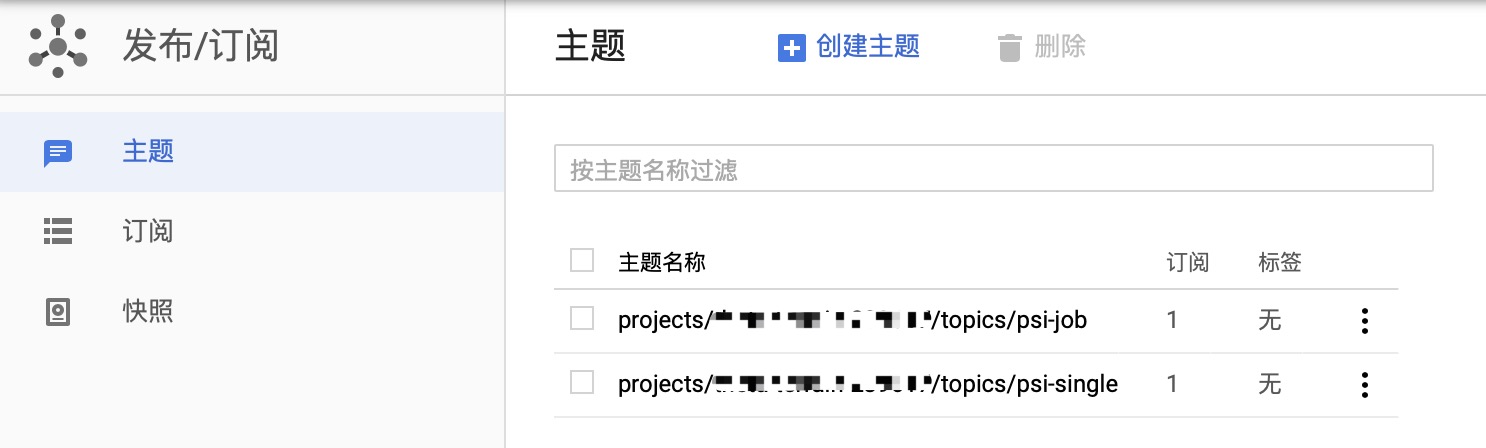 发布/订阅
主题
订阅
快照
主题 创建主题 删除
按主题名称过滤
主题名称 订阅 标签
projects/ /topics/psi-job 1 无
projects/ /topics/psi-single 1 无